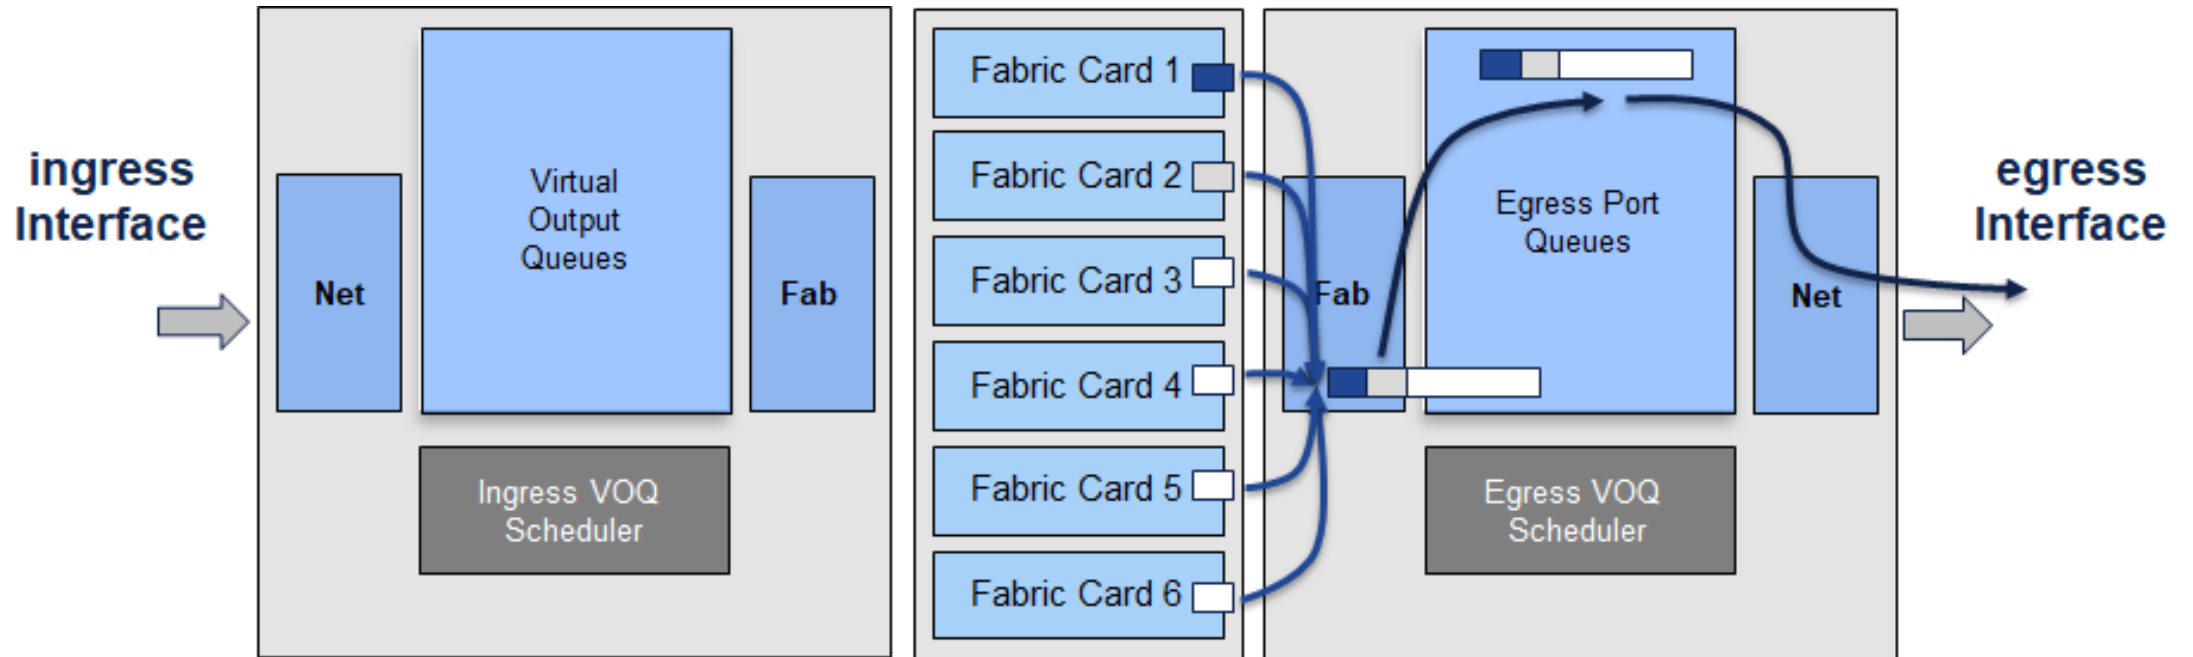 ingress
Interface
Net
Virtual
Output
Queues
Fab
Ingress VOQ
Scheduler
Fabric Card 1
Fabric Card 2
Fabric Card 3
Fabric Card 4
Fabric Card 5
Fabric Card 6
Fab
Egress Port
Queues
Net
Egress VOQ
Scheduler
egress
Interface